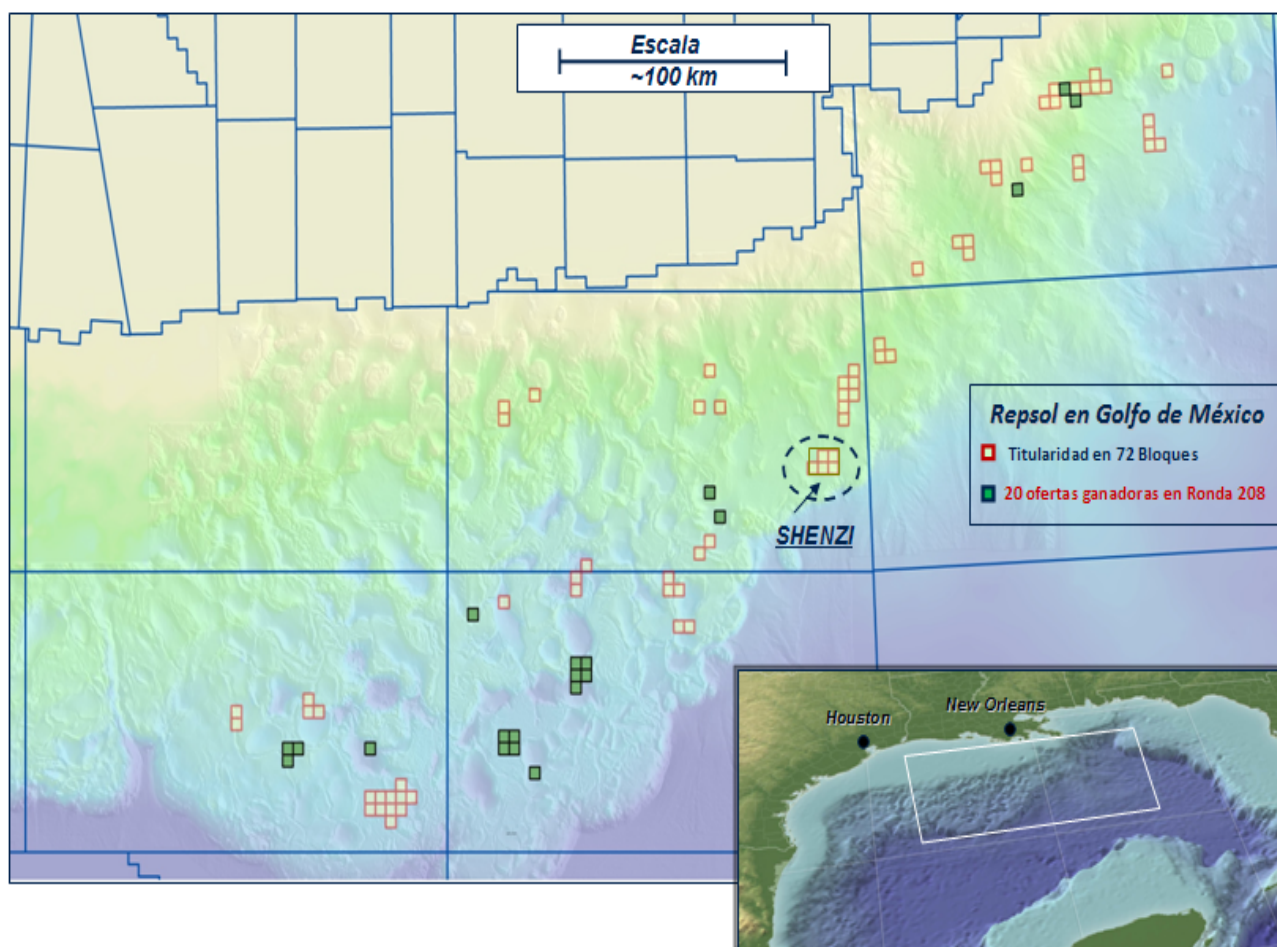 Escala
~100 km
Repsol en Golfo de México
Titularidad en 72 Bloques
20 ofertas ganadoras en Ronda 208
SHENZI
New Orleans
Houston